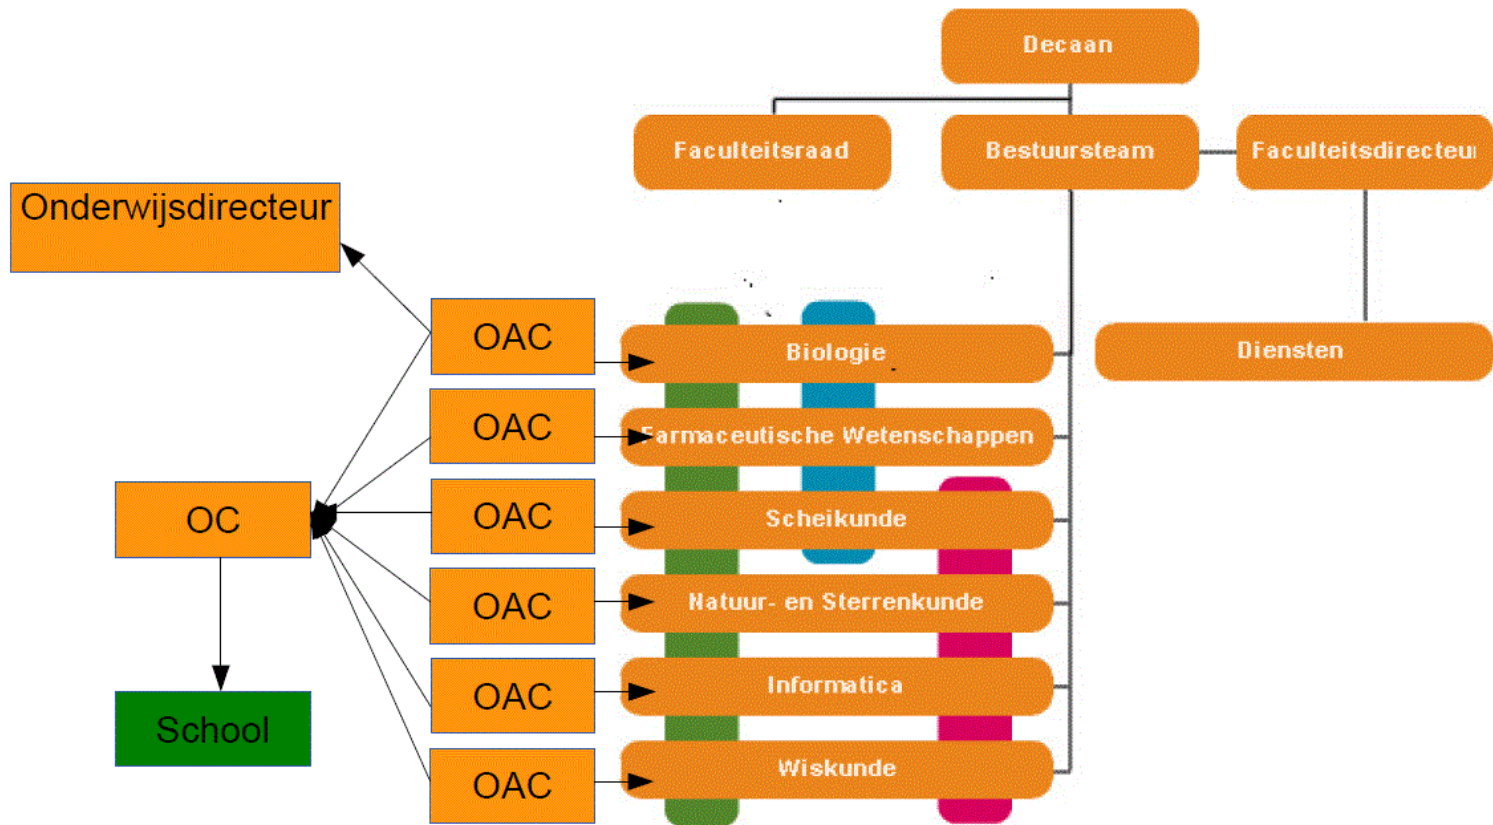 Decaan
Faculteitsraad
Bestuursteam
Faculteitsdirecteur
Onderwijsdirecteur
OAC
Biologie
Diensten
OAC
Farmaceutische Wetenschappen
OC
OAC
Scheikunde
OAC
Natuur- en Sterrenkunde
School
OAC
Informatica
OAC
Wiskunde